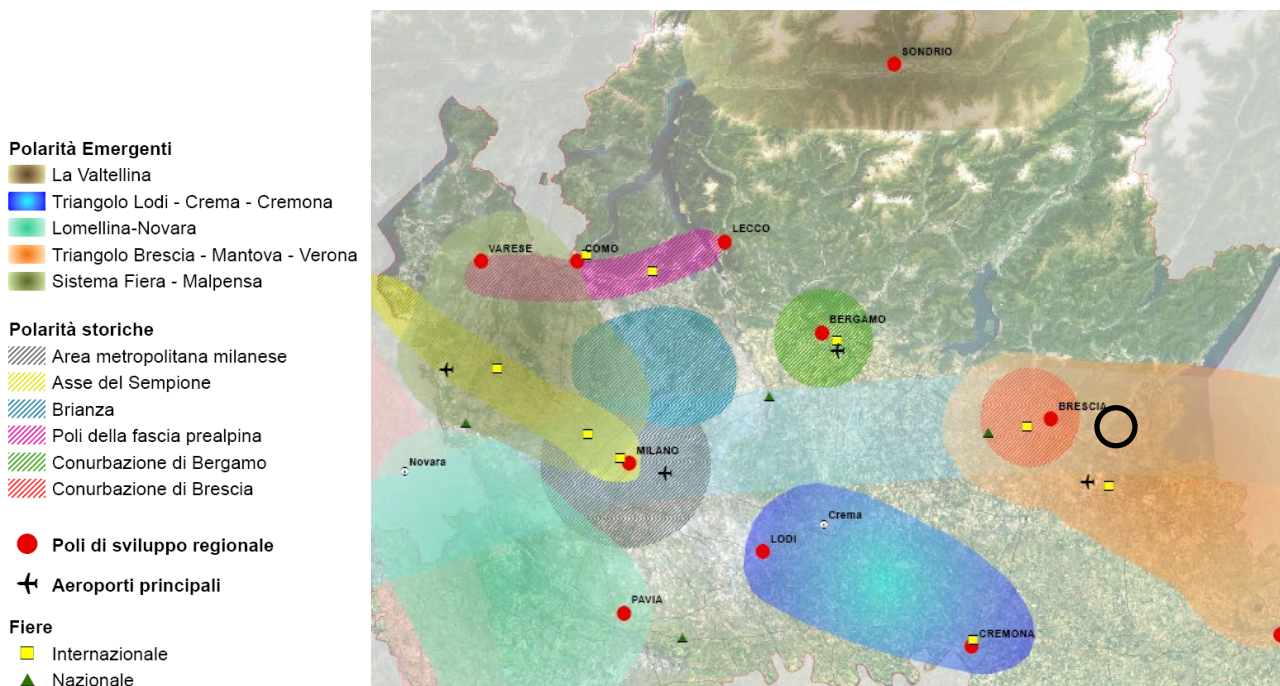 Polarità Emergenti
La Valtellina
Triangolo Lodi - Crema - Cremona
Lomellina-Novara
Triangolo Brescia - Mantova - Verona
Sistema Fiera - Malpensa
Polarità storiche
Area metropolitana milanese
Asse del Sempione
Brianza
Poli della fascia prealpina
Conurbazione di Bergamo
Conurbazione di Brescia
Poli di sviluppo regionale
Aeroporti principali
Fiere
Internazionale
Nazionale
SONDRIO
LECCO
VARESE
COMO
BERGAMO
BRESCIA
MILANO
Novara
Crema
LODI
PAVIA
CREMONA